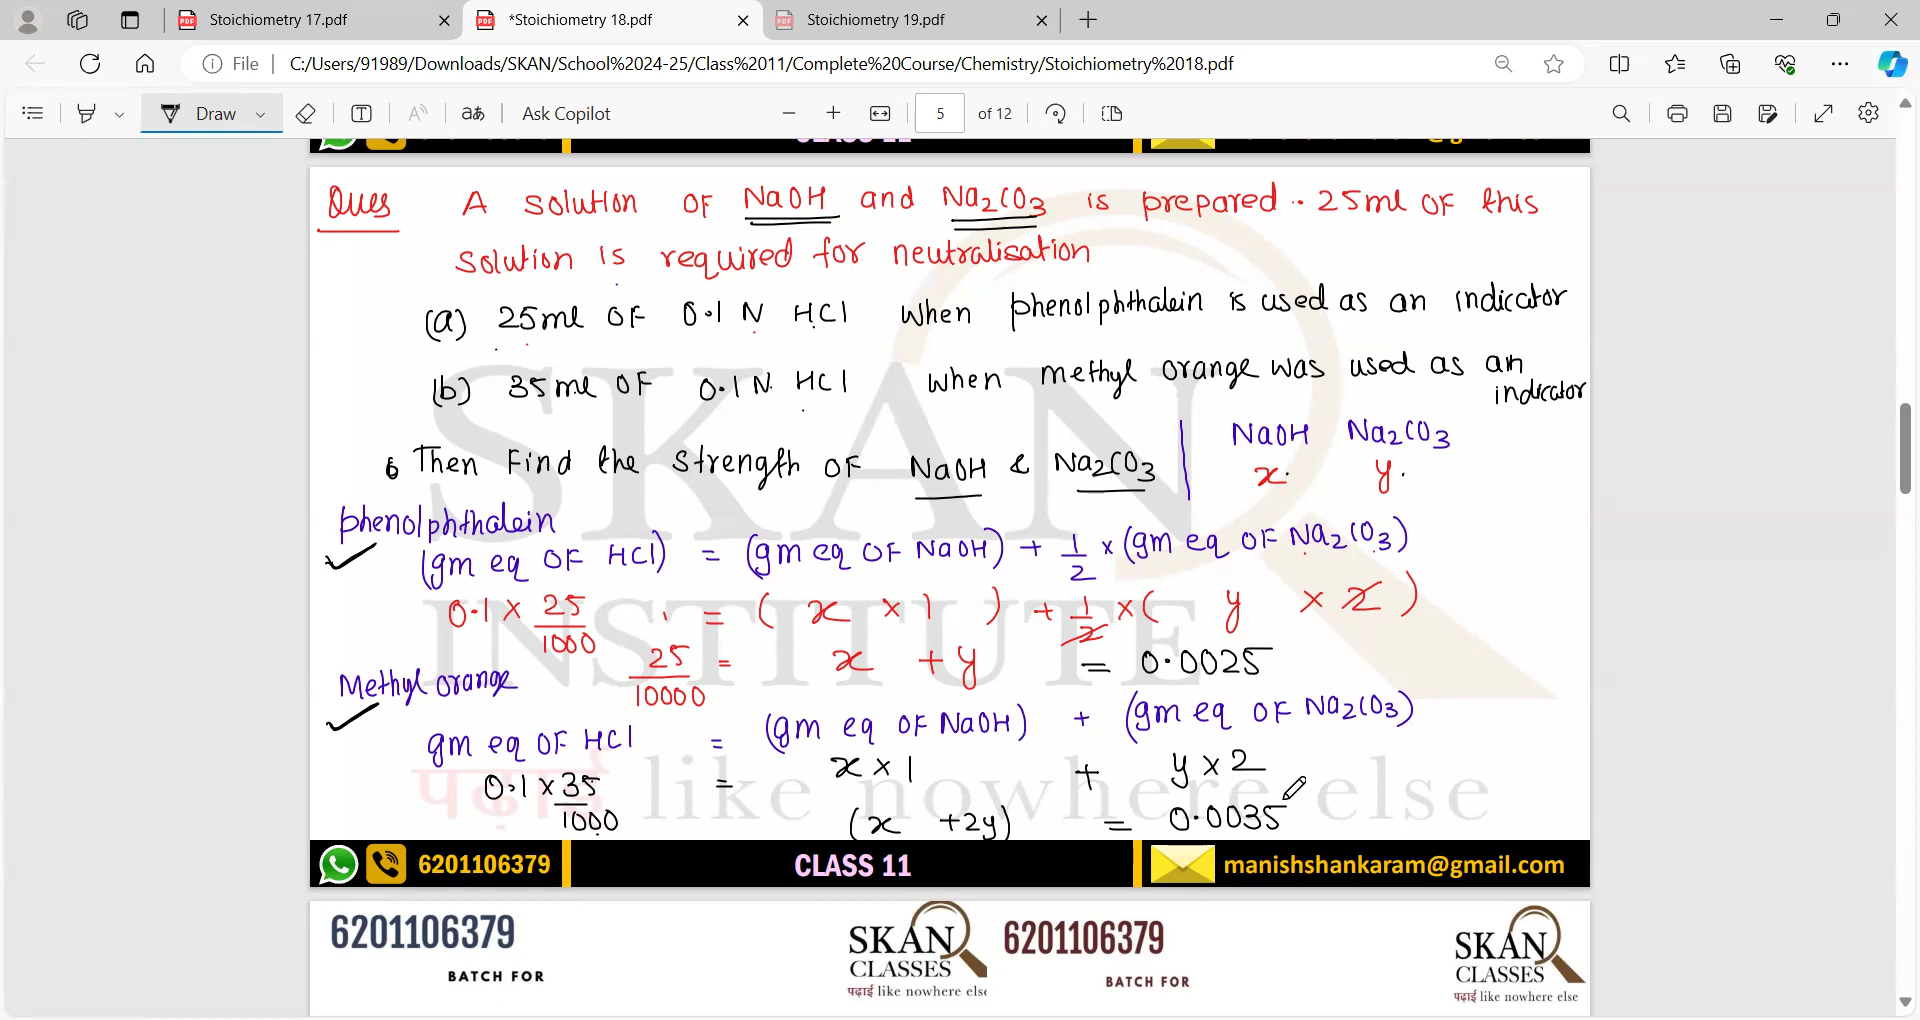 Stoichiometry 17.pdf
*Stoichiometry 18.pdf
Stoichiometry 19.pdf
File
C:/Users/91989/Downloads/SKAN/School%2024-25/Class%2011/Complete%20Course/Chemistry/Stoichiometry%2018.pdf
Draw
Ask Copilot
5 of 12
CLASS 11
Ques A solution OF NaOH and Na2CO3 is prepared.. 25ml OF this
solution is required for neutralisation
(a) 25ml OF 0.1 N HCl When phenolphthalein is used as an indicator
(b) 35ml OF 0.1 N HCl When methyl orange was used as an
indicator
Then Find the strength OF NaOH & Na2CO3
NaOH Na2CO3
x y
phenolphthalein
(gm eq OF HCl) = (gm eq OF NaOH) + 1/2 × (gm eq OF Na2CO3)
0.1 × 25/1000 = ( x × 1 ) + 1/2 × ( y × 2 )
25/10000 = x + y = 0.0025
Methyl orange
gm eq OF HCl = (gm eq OF NaOH) + (gm eq OF Na2CO3)
0.1 × 35/1000 = x × 1 + y × 2
(x +2y) = 0.0035
SKAN
INSTITUTE
पढ़ाई like nowhere else
6201106379 CLASS 11 manishshankaram@gmail.com
6201106379
BATCH FOR
SKAN
CLASSES
पढ़ाई like nowhere else
6201106379
BATCH FOR
SKAN
CLASSES
पढ़ाई like nowhere else